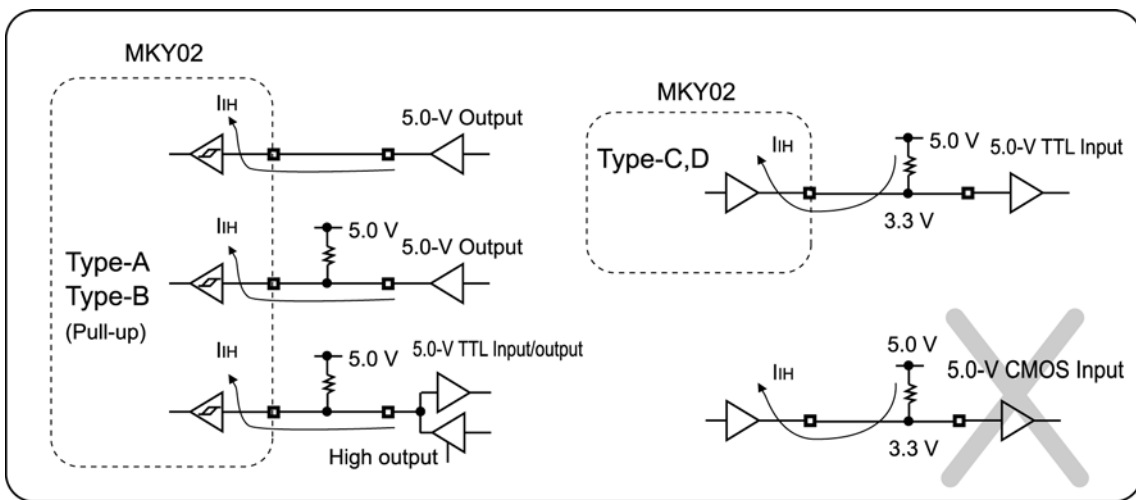 MKY02
IIH
5.0-V Output
IIH
5.0 V
5.0-V Output
Type-A
Type-B
(Pull-up)
IIH
5.0 V
5.0-V TTL Input/output
High output
MKY02
Type-C,D
IIH
5.0 V
5.0-V TTL Input
3.3 V
IIH
5.0 V
5.0-V CMOS Input
3.3 V